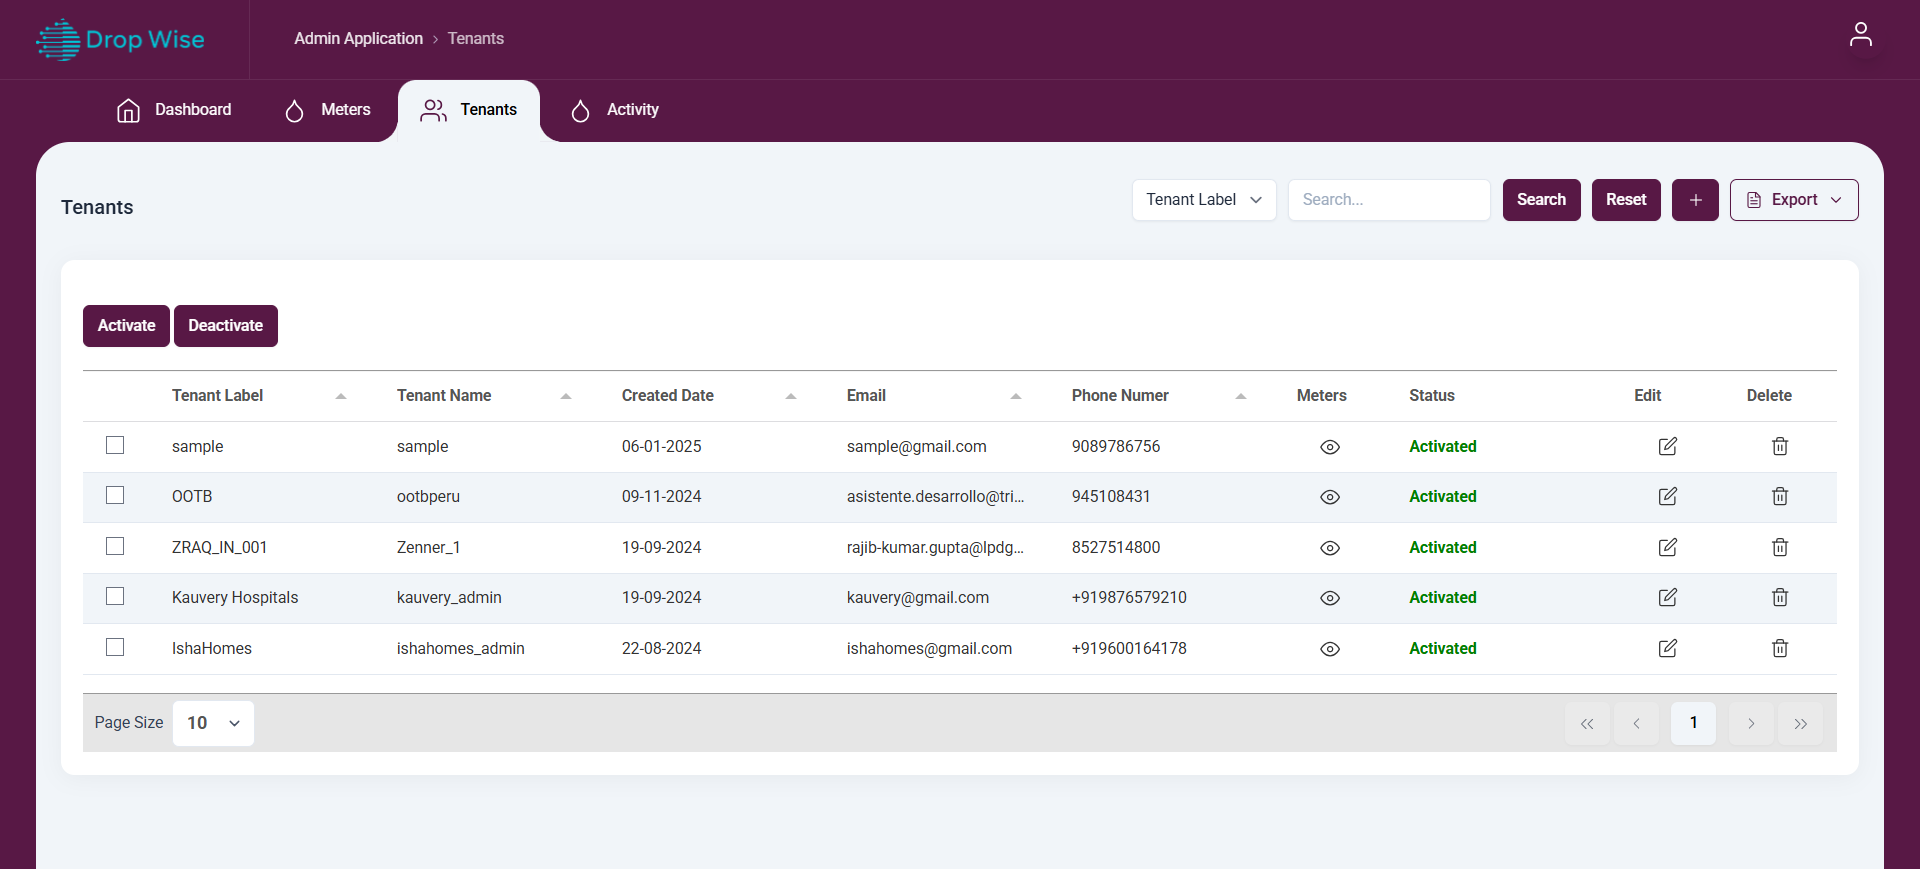 Drop Wise
Admin Application > Tenants
Dashboard Meters Tenants Activity
Tenants Tenant Label Search... Search Reset + Export
Activate Deactivate
Tenant Label Tenant Name Created Date Email Phone Numer Meters Status Edit Delete
sample sample 06-01-2025 sample@gmail.com 9089786756 Activated
OOTB ootbperu 09-11-2024 asistente.desarrollo@tri... 945108431 Activated
ZRAQ_IN_001 Zenner_1 19-09-2024 rajib-kumar.gupta@lpdg... 8527514800 Activated
Kauvery Hospitals kauvery_admin 19-09-2024 kauvery@gmail.com +919876579210 Activated
IshaHomes ishahomes_admin 22-08-2024 ishahomes@gmail.com +919600164178 Activated
Page Size 10 << < 1 > >>